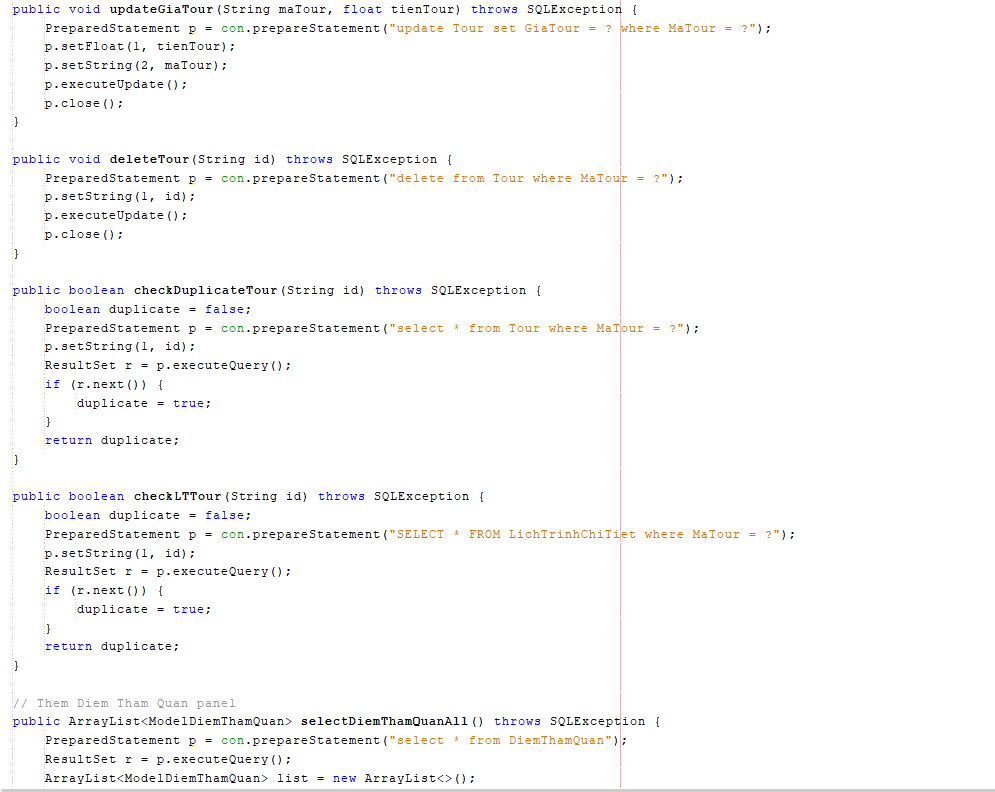 public void updateGiaTour(String maTour, float tienTour) throws SQLException {
    PreparedStatement p = con.prepareStatement("update Tour set GiaTour = ? where MaTour = ?");
    p.setFloat(1, tienTour);
    p.setString(2, maTour);
    p.executeUpdate();
    p.close();
}

public void deleteTour(String id) throws SQLException {
    PreparedStatement p = con.prepareStatement("delete from Tour where MaTour = ?");
    p.setString(1, id);
    p.executeUpdate();
    p.close();
}

public boolean checkDuplicateTour(String id) throws SQLException {
    boolean duplicate = false;
    PreparedStatement p = con.prepareStatement("select * from Tour where MaTour = ?");
    p.setString(1, id);
    ResultSet r = p.executeQuery();
    if (r.next()) {
        duplicate = true;
    }
    return duplicate;
}

public boolean checkLTTour(String id) throws SQLException {
    boolean duplicate = false;
    PreparedStatement p = con.prepareStatement("SELECT * FROM LichTrinhChiTiet where MaTour = ?");
    p.setString(1, id);
    ResultSet r = p.executeQuery();
    if (r.next()) {
        duplicate = true;
    }
    return duplicate;
}

// Them Diem Tham Quan panel
public ArrayList<ModelDiemThamQuan> selectDiemThamQuanAll() throws SQLException {
    PreparedStatement p = con.prepareStatement("select * from DiemThamQuan");
    ResultSet r = p.executeQuery();
    ArrayList<ModelDiemThamQuan> list = new ArrayList<>();